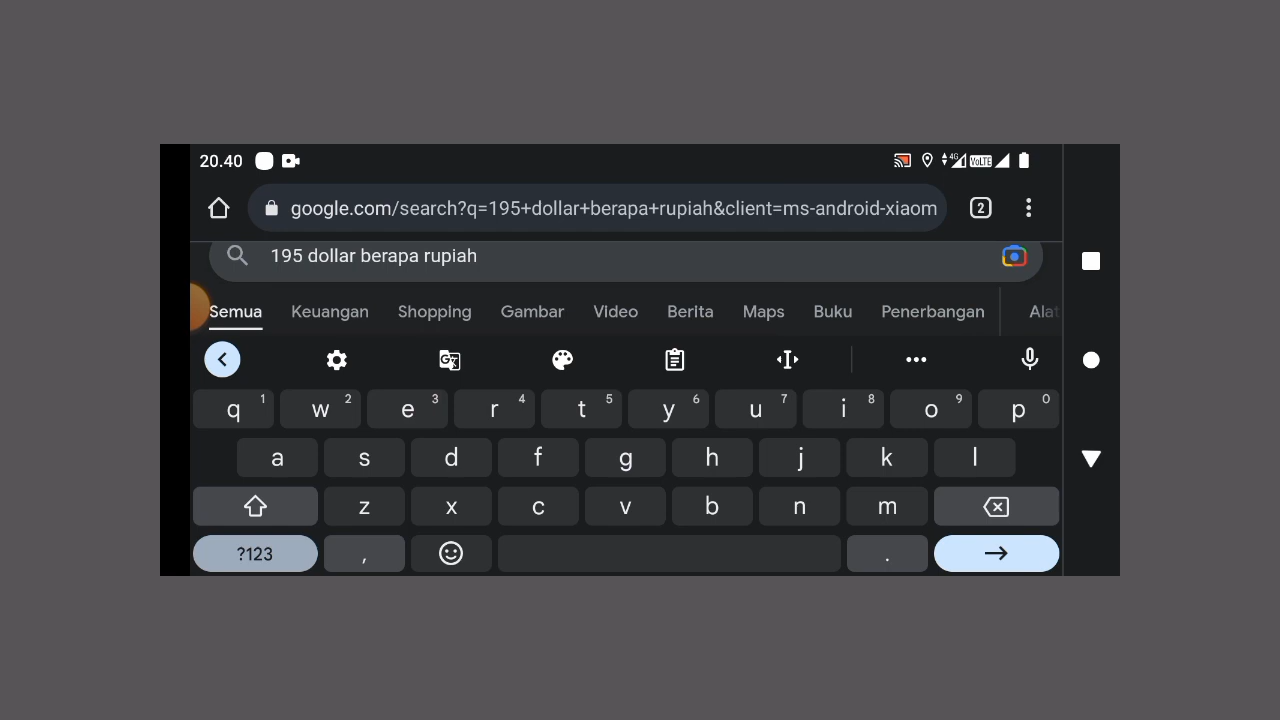 20.40 4G VoLTE
google.com/search?q=195+dollar+berapa+rupiah&client=ms-android-xiaom 2
195 dollar berapa rupiah
Semua Keuangan Shopping Gambar Video Berita Maps Buku Penerbangan Alat
q 1 w 2 e 3 r 4 t 5 y 6 u 7 i 8 o 9 p 0
a s d f g h j k l
z x c v b n m
?123 , .